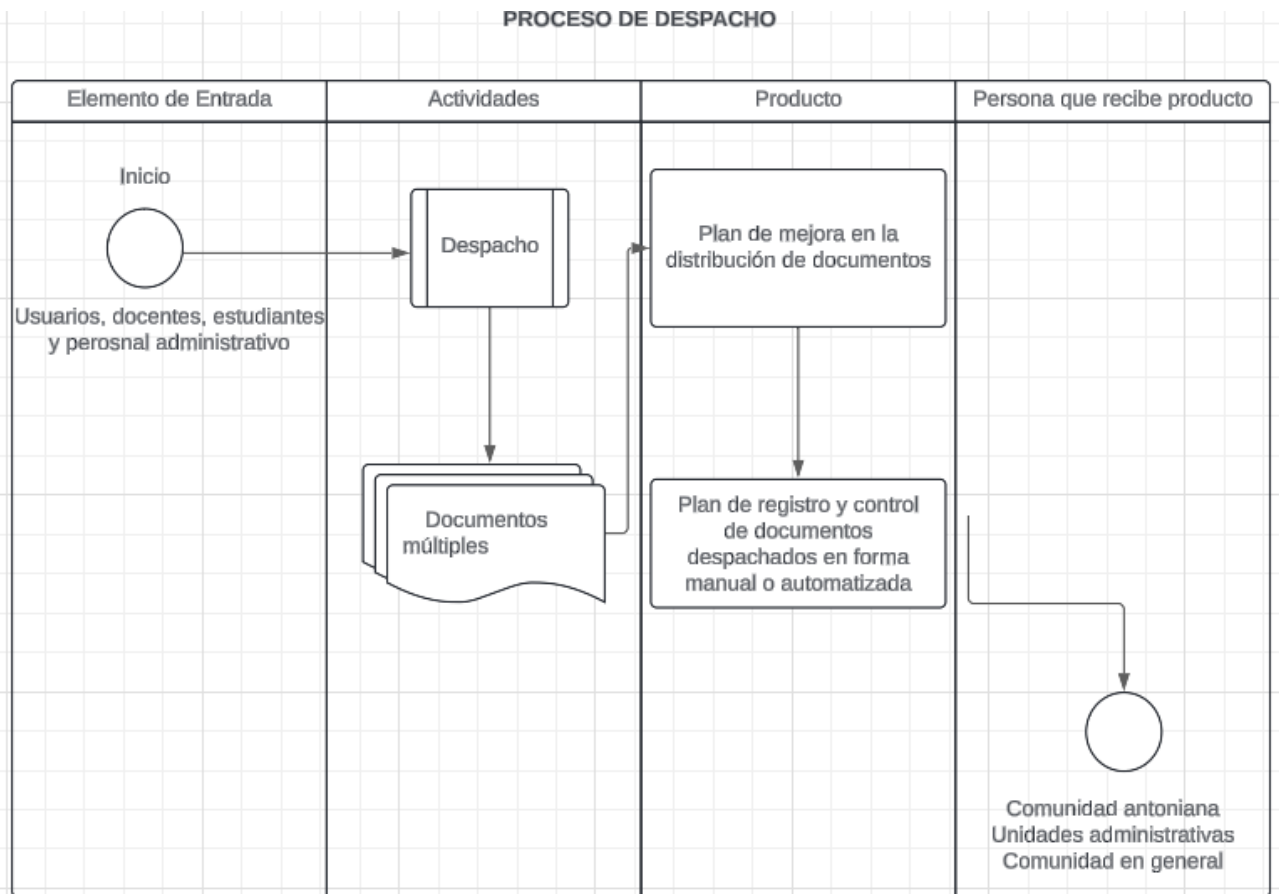 PROCESO DE DESPACHO
Elemento de Entrada
Actividades
Producto
Persona que recibe producto
Inicio
Usuarios, docentes, estudiantes
y perosnal administrativo
Despacho
Documentos
múltiples
Plan de mejora en la
distribución de documentos
Plan de registro y control
de documentos
despachados en forma
manual o automatizada
Comunidad antoniana
Unidades administrativas
Comunidad en general